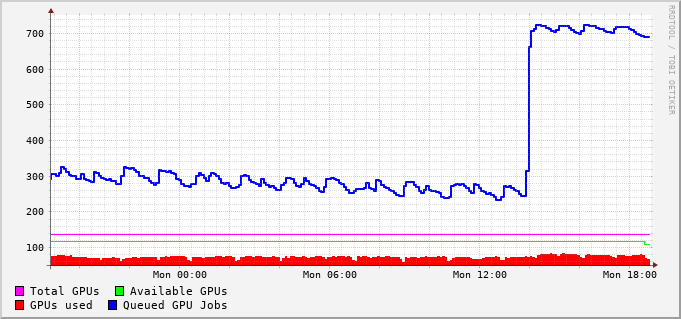 700
600
500
400
300
200
100
Mon 00:00 Mon 06:00 Mon 12:00 Mon 18:00
Total GPUs Available GPUs
GPUs used Queued GPU Jobs
RRDTOOL / TOBI OETIKER